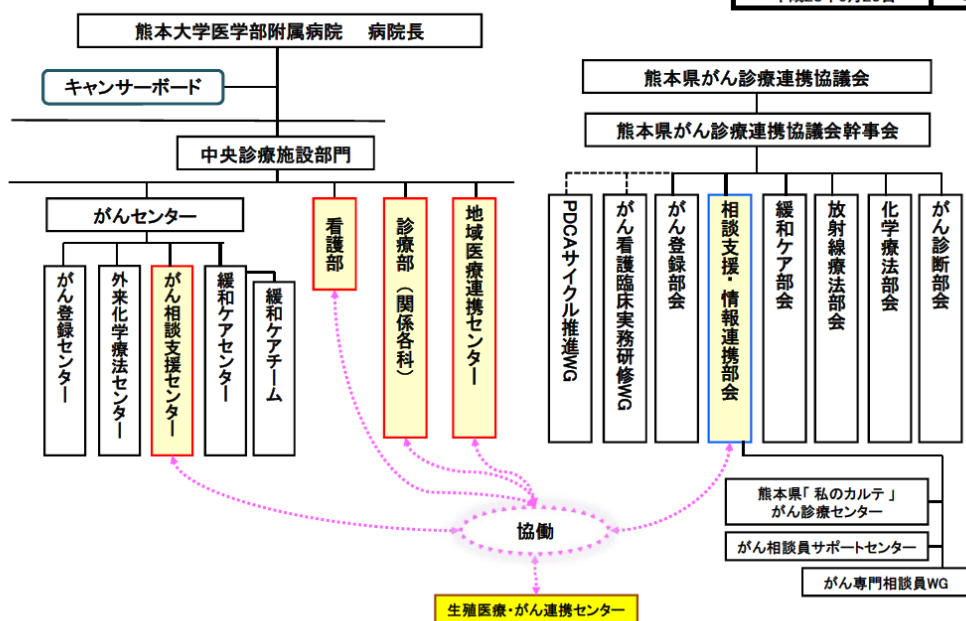 熊本大学医学部附属病院　病院長
キャンサーボード
中央診療施設部門
がんセンター
がん登録センター
外来化学療法センター
がん相談支援センター
緩和ケアセンター
緩和ケアチーム
看護部
診療部（関係各科）
地域医療連携センター
熊本県がん診療連携協議会
熊本県がん診療連携協議会幹事会
PDCAサイクル推進WG
がん看護臨床実務研修WG
がん登録部会
相談支援・情報連携部会
緩和ケア部会
放射線療法部会
化学療法部会
がん診断部会
熊本県「私のカルテ」
がん診療センター
がん相談員サポートセンター
がん専門相談員WG
協働
生殖医療・がん連携センター